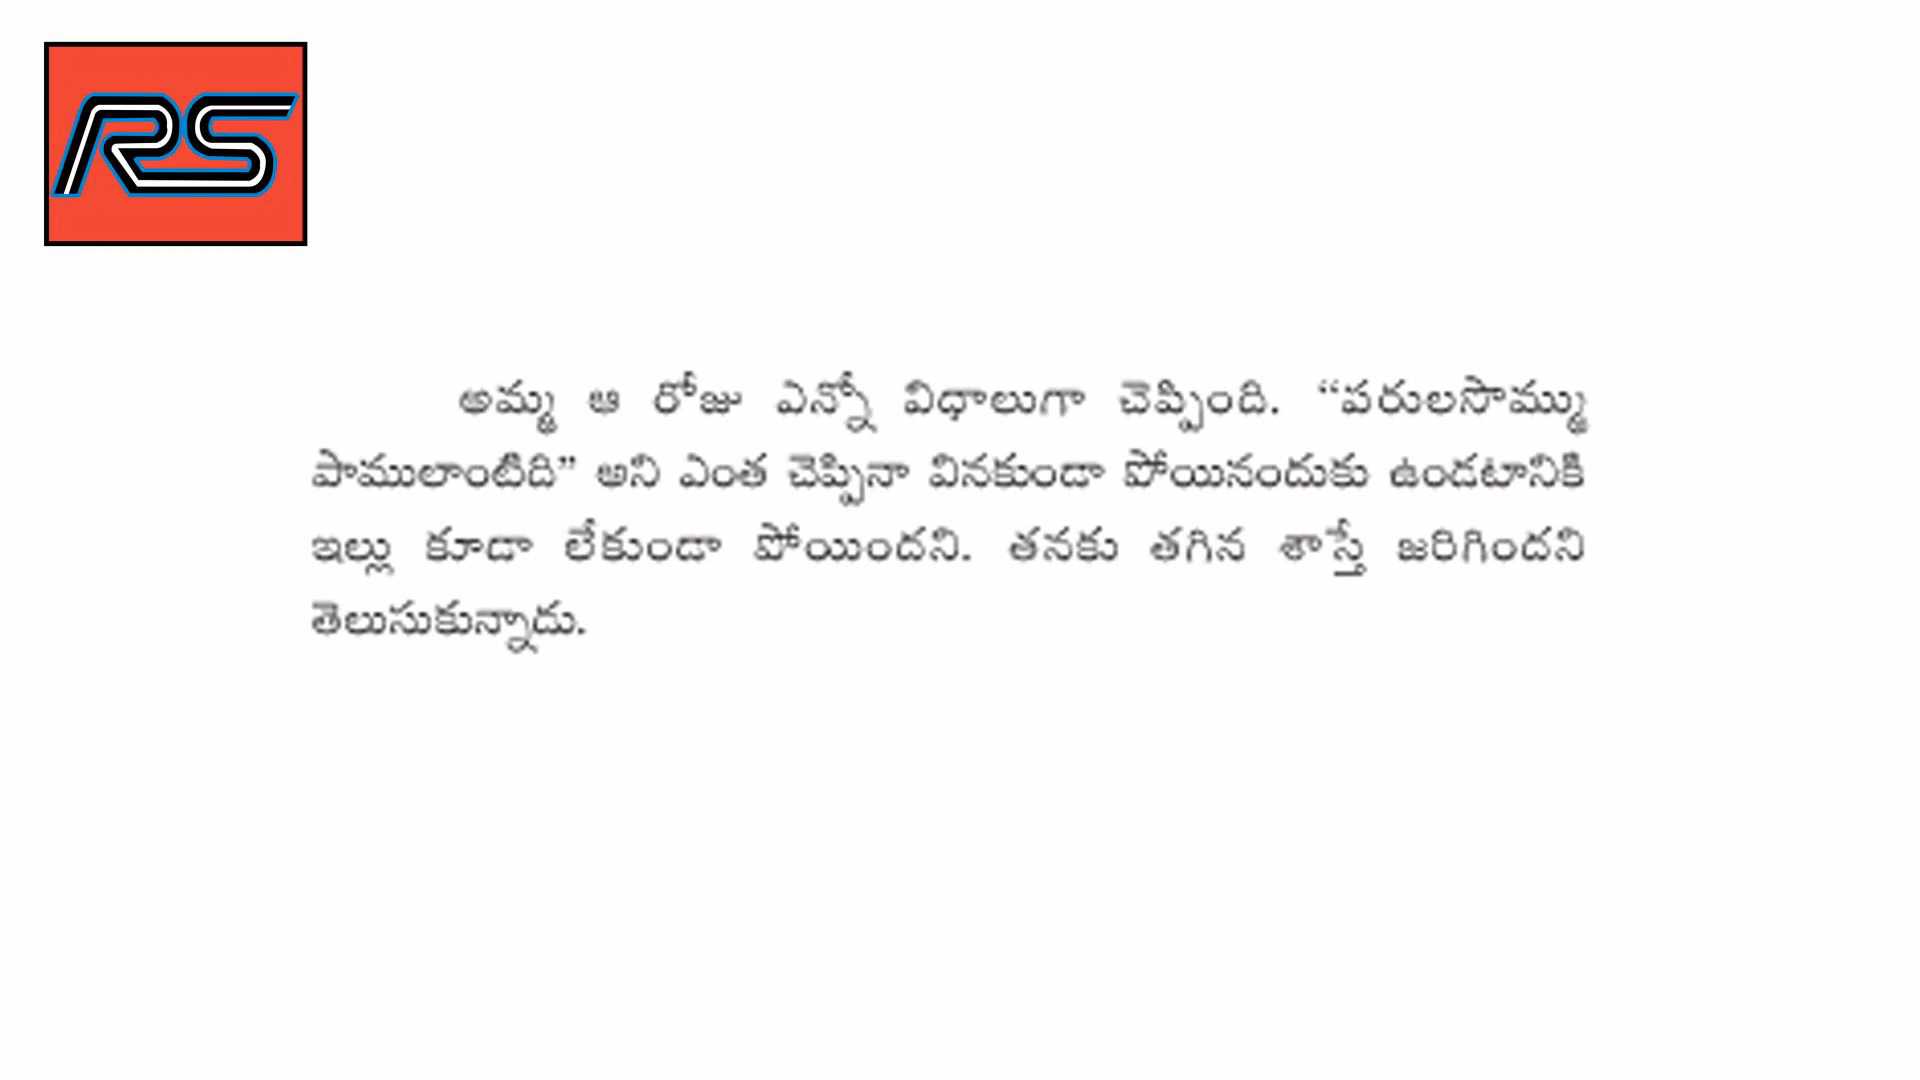 RS
అమ్మ ఆ రోజు ఎన్నో విధాలుగా చెప్పింది. “పరులసొమ్ము
పాములాంటిది” అని ఎంత చెప్పినా వినకుండా పోయినందుకు ఉండటానికి
ఇల్లు కూడా లేకుండా పోయిందని. తనకు తగిన శాస్తే జరిగిందని
తెలుసుకున్నాడు.